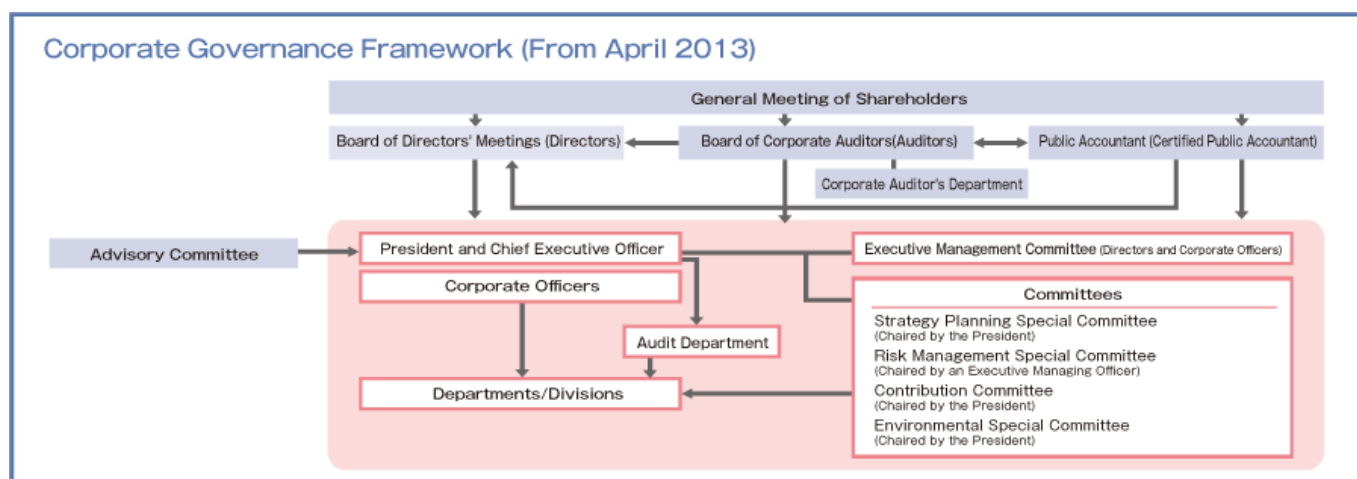 Corporate Governance Framework (From April 2013)
General Meeting of Shareholders
Board of Directors' Meetings (Directors)
Board of Corporate Auditors(Auditors)
Public Accountant (Certified Public Accountant)
Corporate Auditor's Department
Advisory Committee
President and Chief Executive Officer
Executive Management Committee (Directors and Corporate Officers)
Corporate Officers
Committees
Strategy Planning Special Committee
(Chaired by the President)
Risk Management Special Committee
(Chaired by an Executive Managing Officer)
Contribution Committee
(Chaired by the President)
Environmental Special Committee
(Chaired by the President)
Audit Department
Departments/Divisions